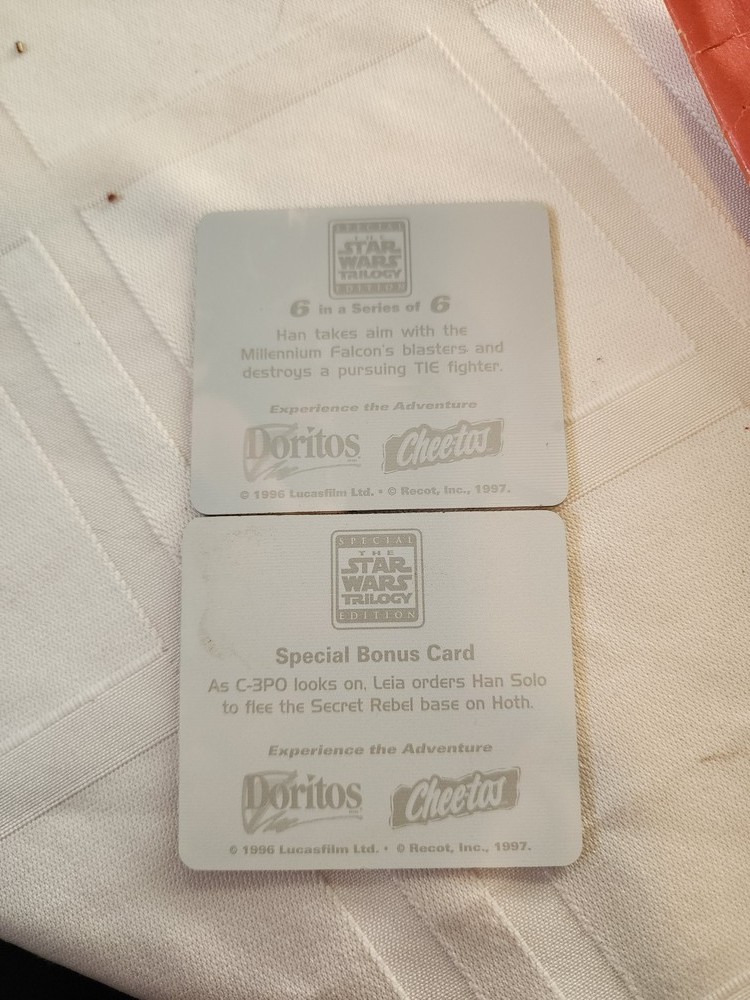 SPECIAL
THE
STAR
WARS
TRILOGY
EDITION
6 in a Series of 6
Han takes aim with the
Millennium Falcon's blasters and
destroys a pursuing TIE fighter.
Experience the Adventure
Doritos Cheetos
© 1996 Lucasfilm Ltd. • © Recot, Inc., 1997.
SPECIAL
THE
STAR
WARS
TRILOGY
EDITION
Special Bonus Card
As C-3PO looks on, Leia orders Han Solo
to flee the Secret Rebel base on Hoth.
Experience the Adventure
Doritos Cheetos
© 1996 Lucasfilm Ltd. • © Recot, Inc., 1997.